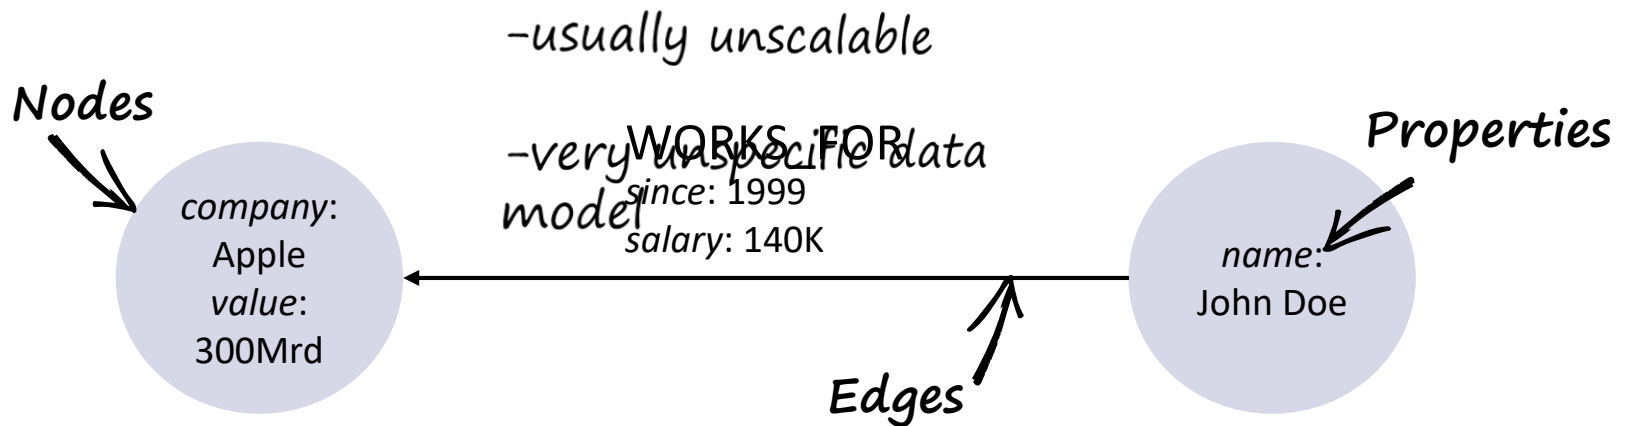 -usually unscalable
Nodes
Properties
-very unspecific data
model
WORKS_FOR
since: 1999
salary: 140K
company:
Apple
value:
300Mrd
name:
John Doe
Edges